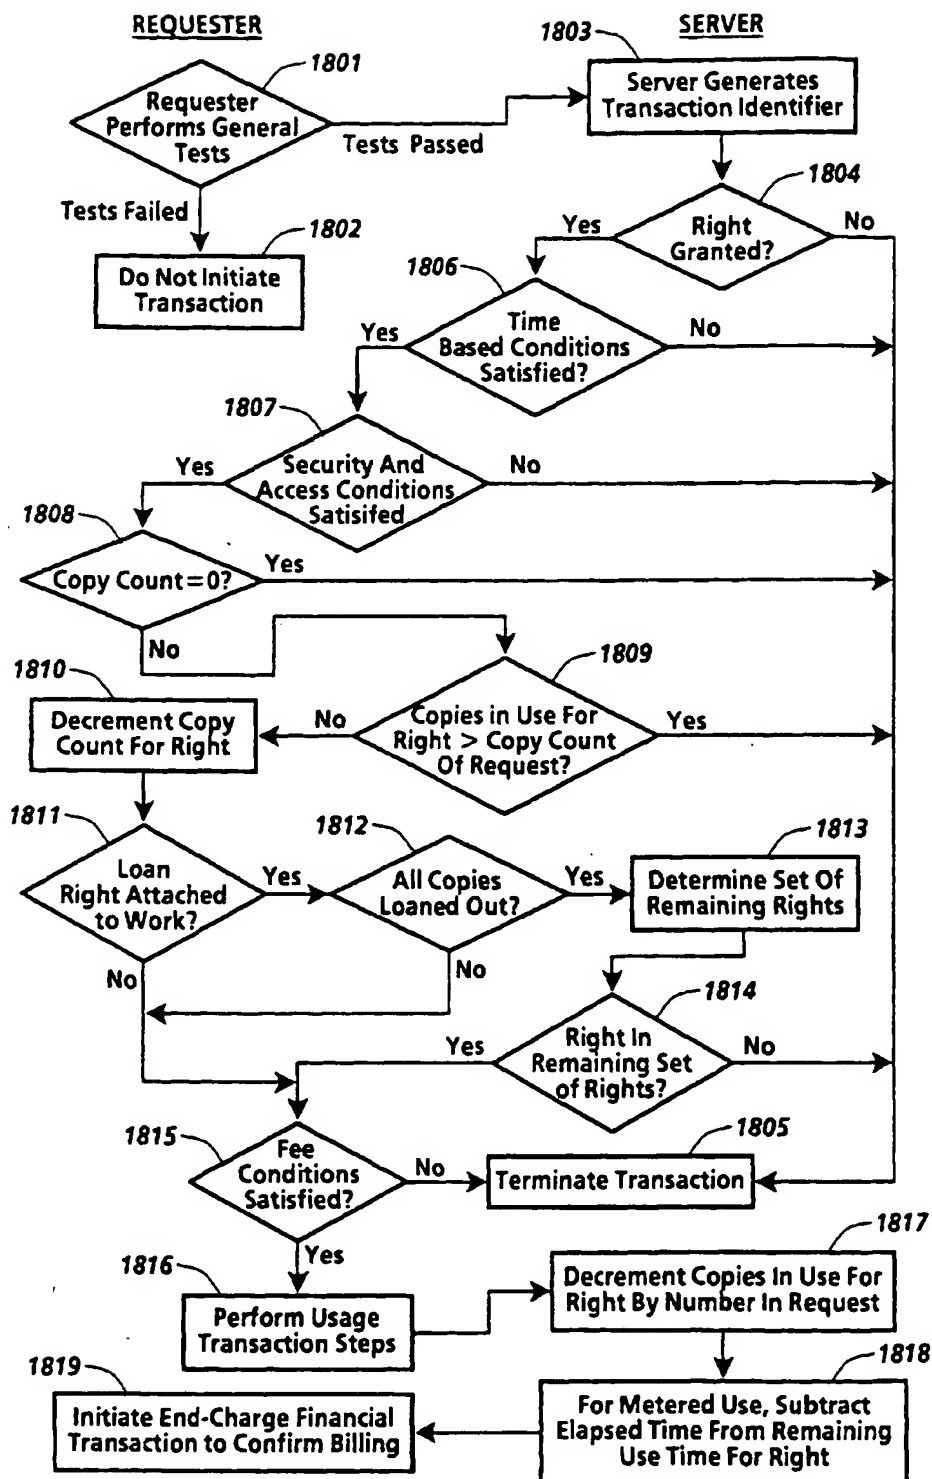 REQUESTER
SERVER
1801
1803
Requester
Performs General
Tests
Server Generates
Transaction Identifier
Tests Passed
1804
Tests Failed
1802
Yes
Right
Granted?
No
Do Not Initiate
Transaction
1806
Yes
Time
Based Conditions
Satisfied?
No
1807
Yes
Security And
Access Conditions
Satisifed
No
1808
Copy Count=0?
Yes
No
1809
1810
Decrement Copy
Count For Right
No
Copies in Use For
Right > Copy Count
Of Request?
Yes
1811
1812
1813
Loan
Right Attached
to Work?
Yes
All Copies
Loaned Out?
Yes
Determine Set Of
Remaining Rights
No
No
1814
Yes
Right In
Remaining Set
of Rights?
No
1815
1805
Fee
Conditions
Satisfied?
No
Terminate Transaction
Yes
1816
1817
Perform Usage
Transaction Steps
Decrement Copies In Use For
Right By Number In Request
1819
1818
Initiate End-Charge Financial
Transaction to Confirm Billing
For Metered Use, Subtract
Elapsed Time From Remaining
Use Time For Right